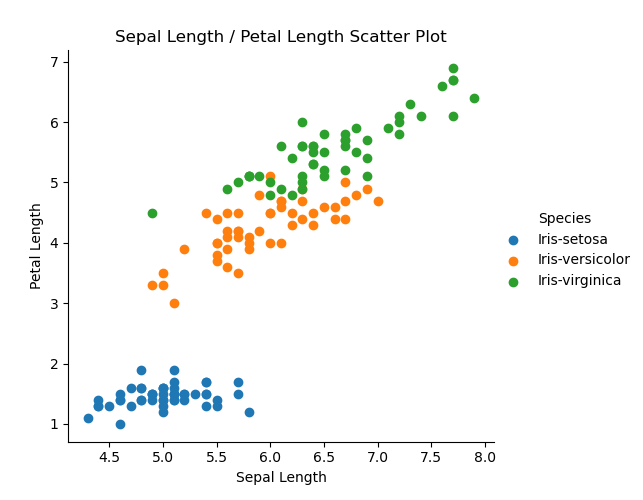 Sepal Length / Petal Length Scatter Plot
7
6
5
4
3
2
1
Petal Length
4.5 5.0 5.5 6.0 6.5 7.0 7.5 8.0
Sepal Length
Species
Iris-setosa
Iris-versicolor
Iris-virginica